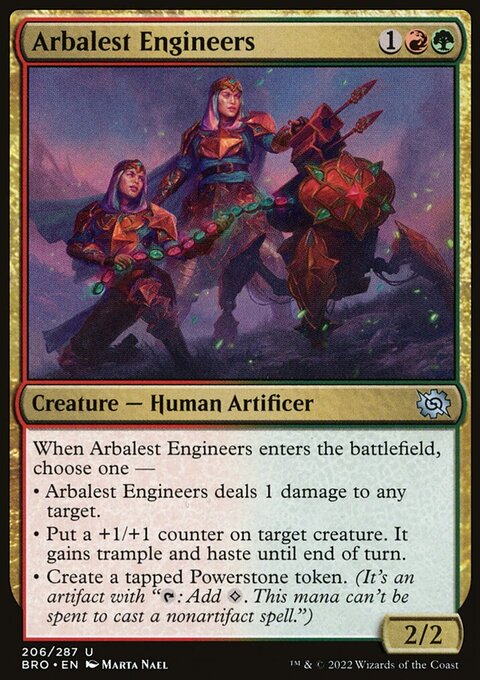 Arbalest Engineers 1
Creature — Human Artificer
When Arbalest Engineers enters the battlefield,
choose one —
• Arbalest Engineers deals 1 damage to any
target.
• Put a +1/+1 counter on target creature. It
gains trample and haste until end of turn.
• Create a tapped Powerstone token. (It's an
artifact with “: Add . This mana can't be
spent to cast a nonartifact spell.”)
2/2
206/287 U
BRO • EN Marta Nael
™ & © 2022 Wizards of the Coast